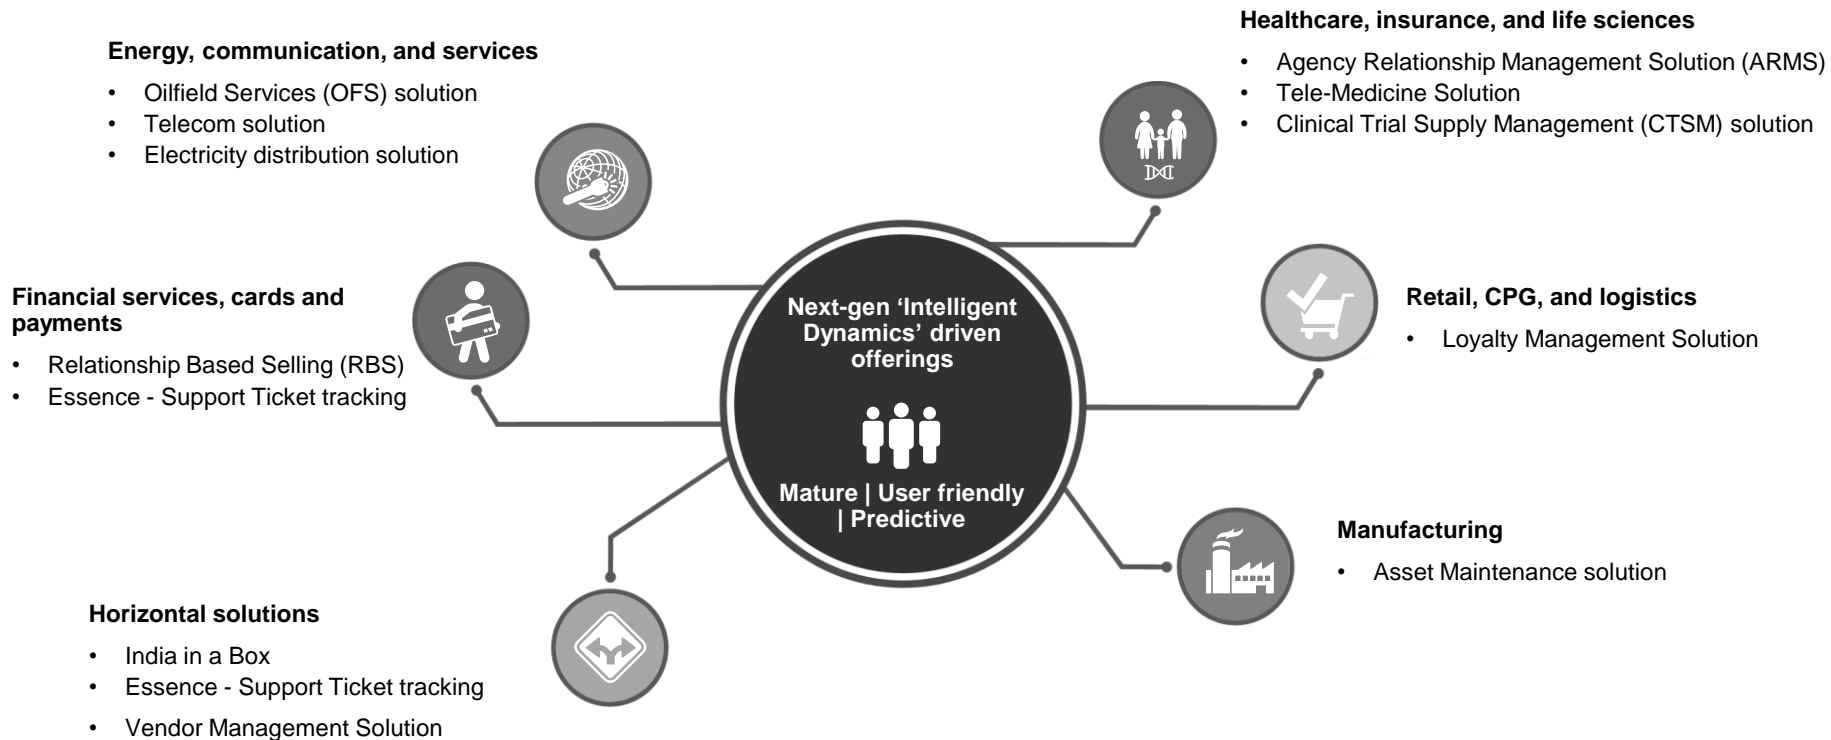 Energy, communication, and services
• Oilfield Services (OFS) solution
• Telecom solution
• Electricity distribution solution
Healthcare, insurance, and life sciences
• Agency Relationship Management Solution (ARMS)
• Tele-Medicine Solution
• Clinical Trial Supply Management (CTSM) solution
Financial services, cards and
payments
• Relationship Based Selling (RBS)
• Essence - Support Ticket tracking
Next-gen ‘Intelligent
Dynamics’ driven
offerings
Mature | User friendly
| Predictive
Retail, CPG, and logistics
• Loyalty Management Solution
Manufacturing
• Asset Maintenance solution
Horizontal solutions
• India in a Box
• Essence - Support Ticket tracking
• Vendor Management Solution